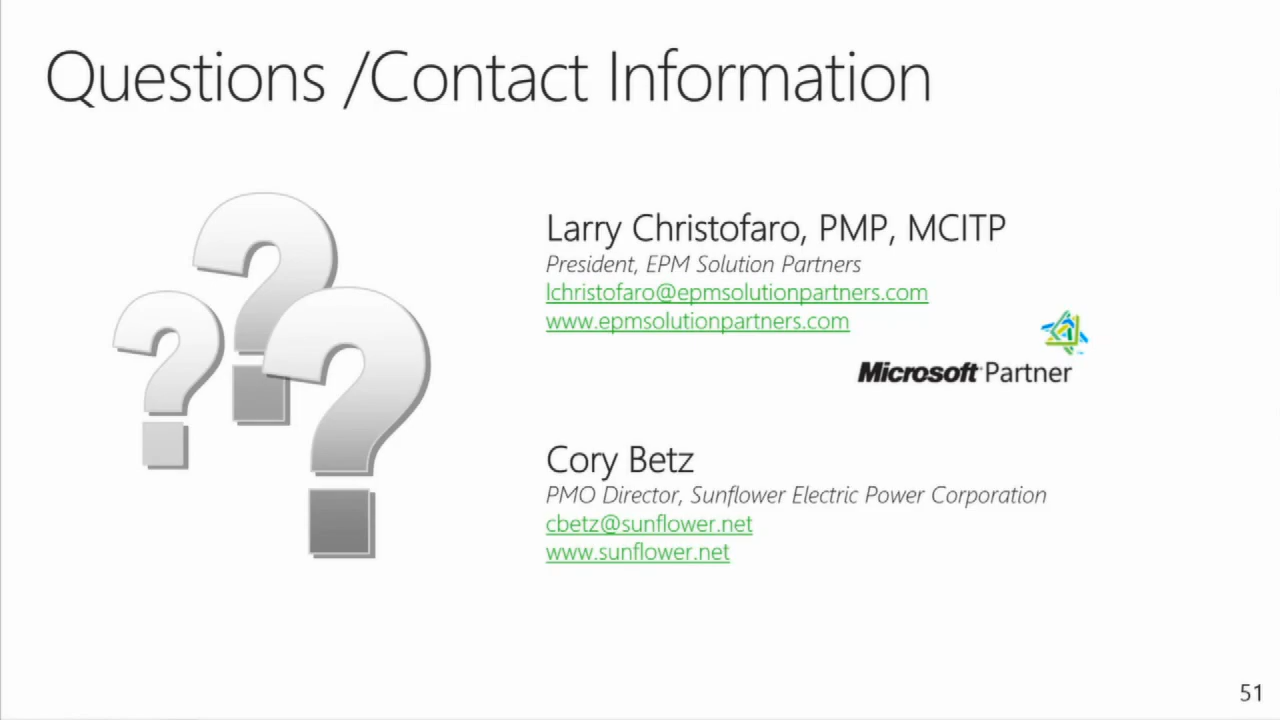 Questions /Contact Information
Larry Christofaro, PMP, MCITP
President, EPM Solution Partners
lchristofaro@epmsolutionpartners.com
www.epmsolutionpartners.com
Microsoft Partner
Cory Betz
PMO Director, Sunflower Electric Power Corporation
cbetz@sunflower.net
www.sunflower.net
51